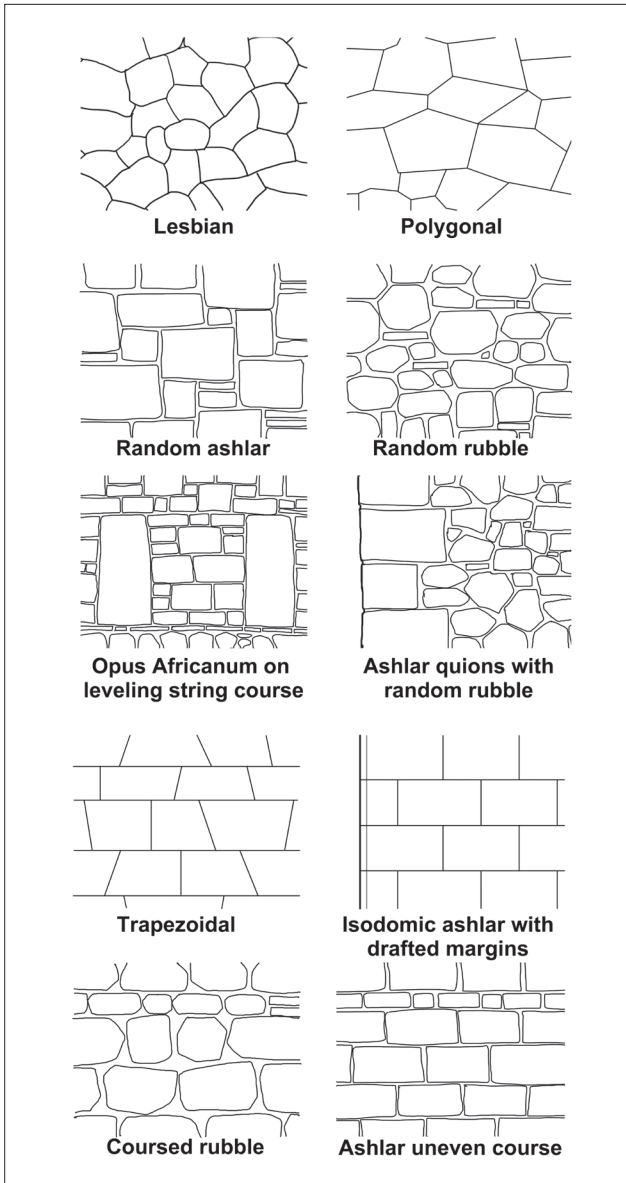 Lesbian
Polygonal
Random ashlar
Random rubble
Opus Africanum on
leveling string course
Ashlar quions with
random rubble
Trapezoidal
Isodomic ashlar with
drafted margins
Coursed rubble
Ashlar uneven course